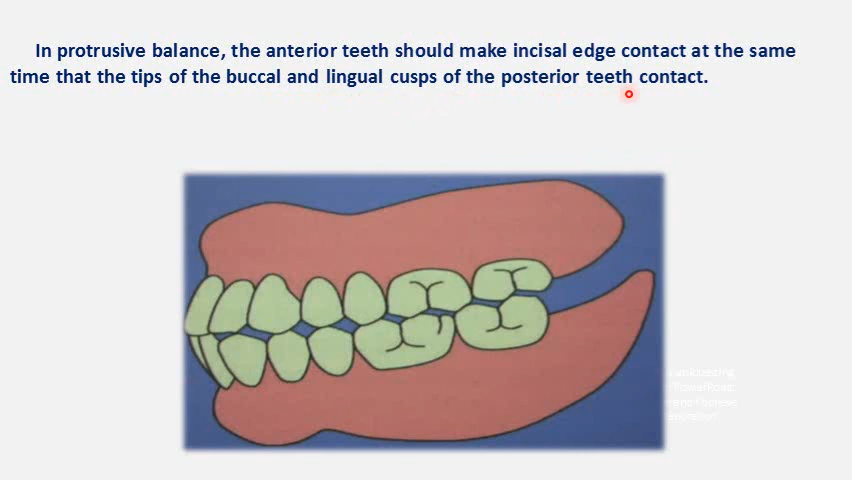 In protrusive balance, the anterior teeth should make incisal edge contact at the same
time that the tips of the buccal and lingual cusps of the posterior teeth contact.